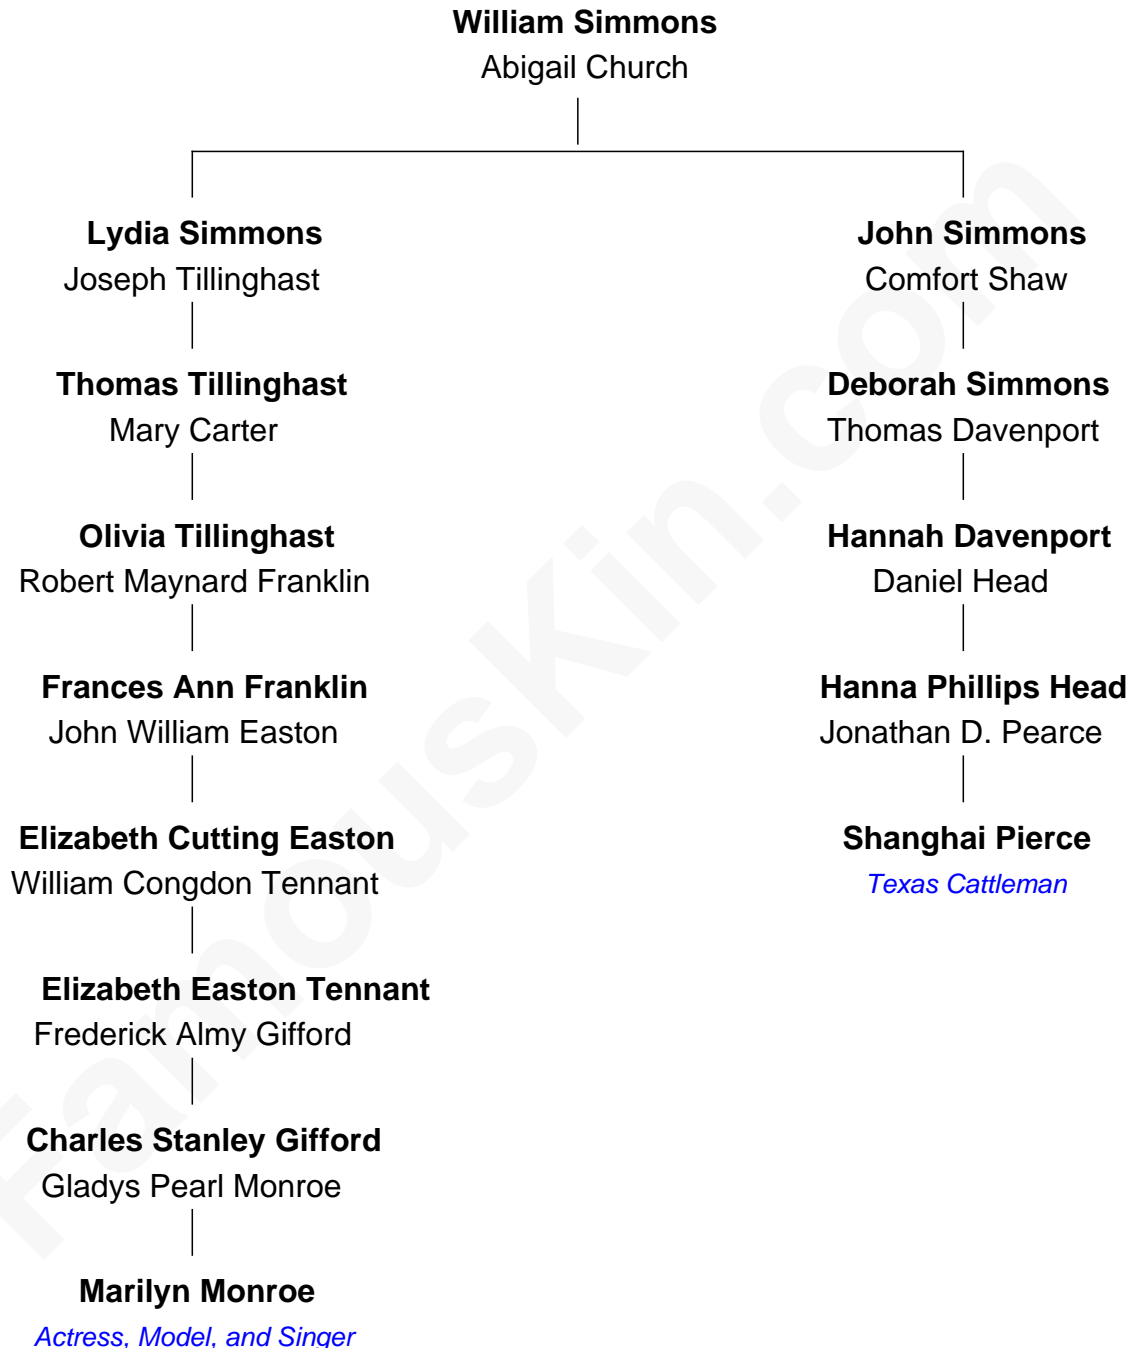 William Simmons
Abigail Church
Lydia Simmons
Joseph Tillinghast
John Simmons
Comfort Shaw
Thomas Tillinghast
Mary Carter
Deborah Simmons
Thomas Davenport
Olivia Tillinghast
Robert Maynard Franklin
Hannah Davenport
Daniel Head
Frances Ann Franklin
John William Easton
Hanna Phillips Head
Jonathan D. Pearce
Elizabeth Cutting Easton
William Congdon Tennant
Shanghai Pierce
Texas Cattleman
Elizabeth Easton Tennant
Frederick Almy Gifford
Charles Stanley Gifford
Gladys Pearl Monroe
Marilyn Monroe
Actress, Model, and Singer
FamousKin.com